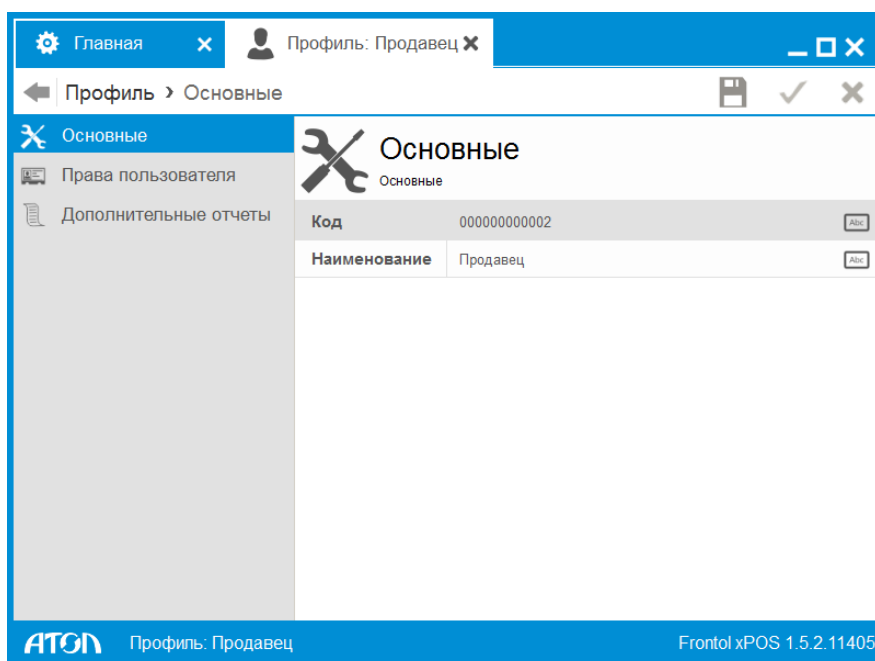 Главная
Профиль: Продавец
Профиль › Основные
Основные
Права пользователя
Дополнительные отчеты
Основные
Основные
Код 000000000002 Abc
Наименование Продавец Abc
АТОЛ Профиль: Продавец Frontol xPOS 1.5.2.11405